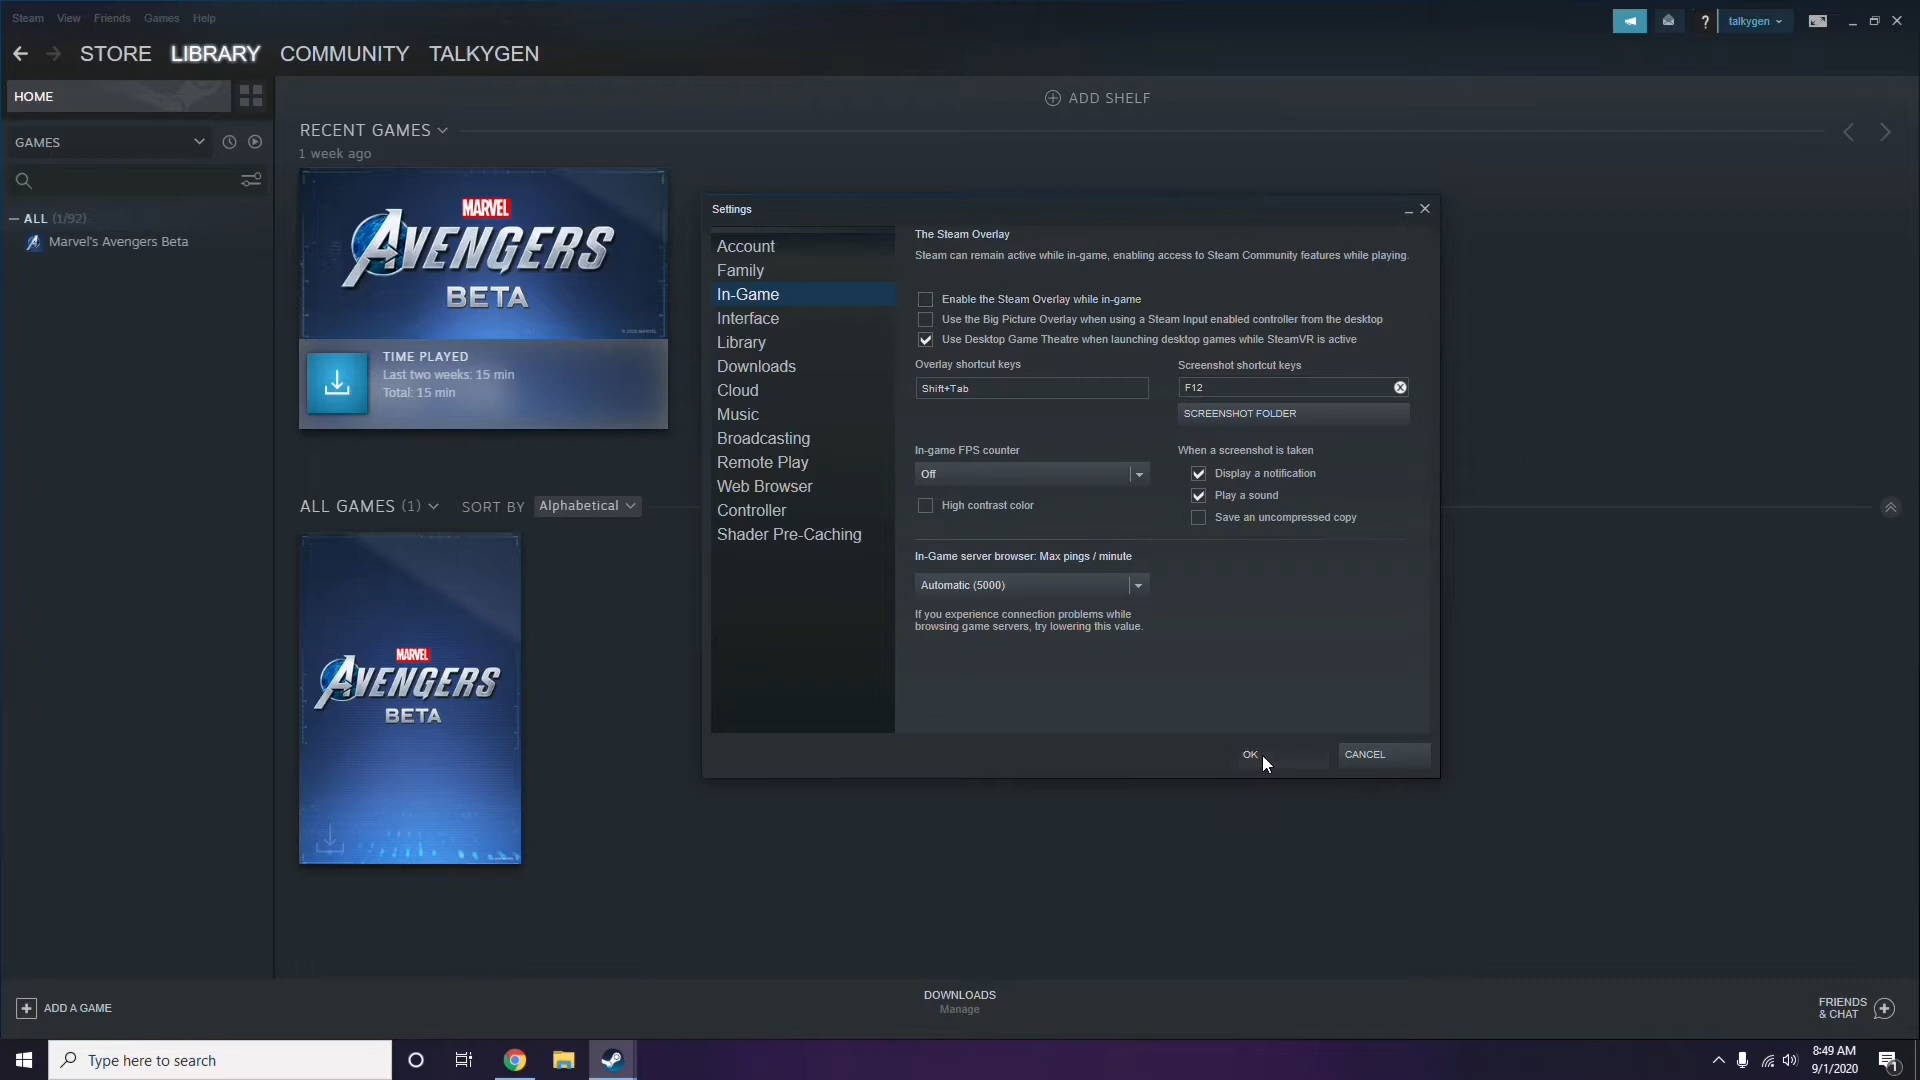 Steam View Friends Games Help
talkygen
STORE LIBRARY COMMUNITY TALKYGEN
HOME
ADD SHELF
GAMES
ALL (1/92)
Marvel's Avengers Beta
RECENT GAMES
1 week ago
MARVEL
AVENGERS
BETA
TIME PLAYED
Last two weeks: 15 min
Total: 15 min
ALL GAMES (1) SORT BY Alphabetical
MARVEL
AVENGERS
BETA
Settings
Account
Family
In-Game
Interface
Library
Downloads
Cloud
Music
Broadcasting
Remote Play
Web Browser
Controller
Shader Pre-Caching
The Steam Overlay
Steam can remain active while in-game, enabling access to Steam Community features while playing.
Enable the Steam Overlay while in-game
Use the Big Picture Overlay when using a Steam Input enabled controller from the desktop
Use Desktop Game Theatre when launching desktop games while SteamVR is active
Overlay shortcut keys
Shift+Tab
Screenshot shortcut keys
F12
SCREENSHOT FOLDER
In-game FPS counter
Off
High contrast color
When a screenshot is taken
Display a notification
Play a sound
Save an uncompressed copy
In-Game server browser: Max pings / minute
Automatic (5000)
If you experience connection problems while
browsing game servers, try lowering this value.
OK
CANCEL
ADD A GAME
DOWNLOADS
Manage
FRIENDS
& CHAT
Type here to search
8:49 AM
9/1/2020
1